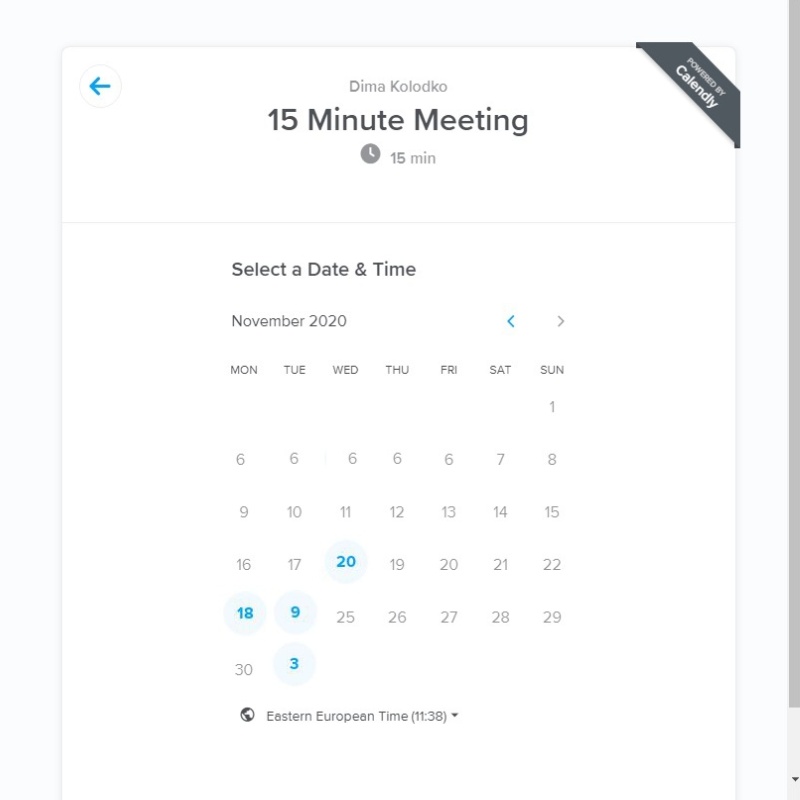 POWERED BY
Calendly
Dima Kolodko
15 Minute Meeting
15 min
Select a Date & Time
November 2020
MON TUE WED THU FRI SAT SUN
1
6 6 6 6 6 7 8
9 10 11 12 13 14 15
16 17 20 19 20 21 22
18 9 25 26 27 28 29
30 3
Eastern European Time (11:38)